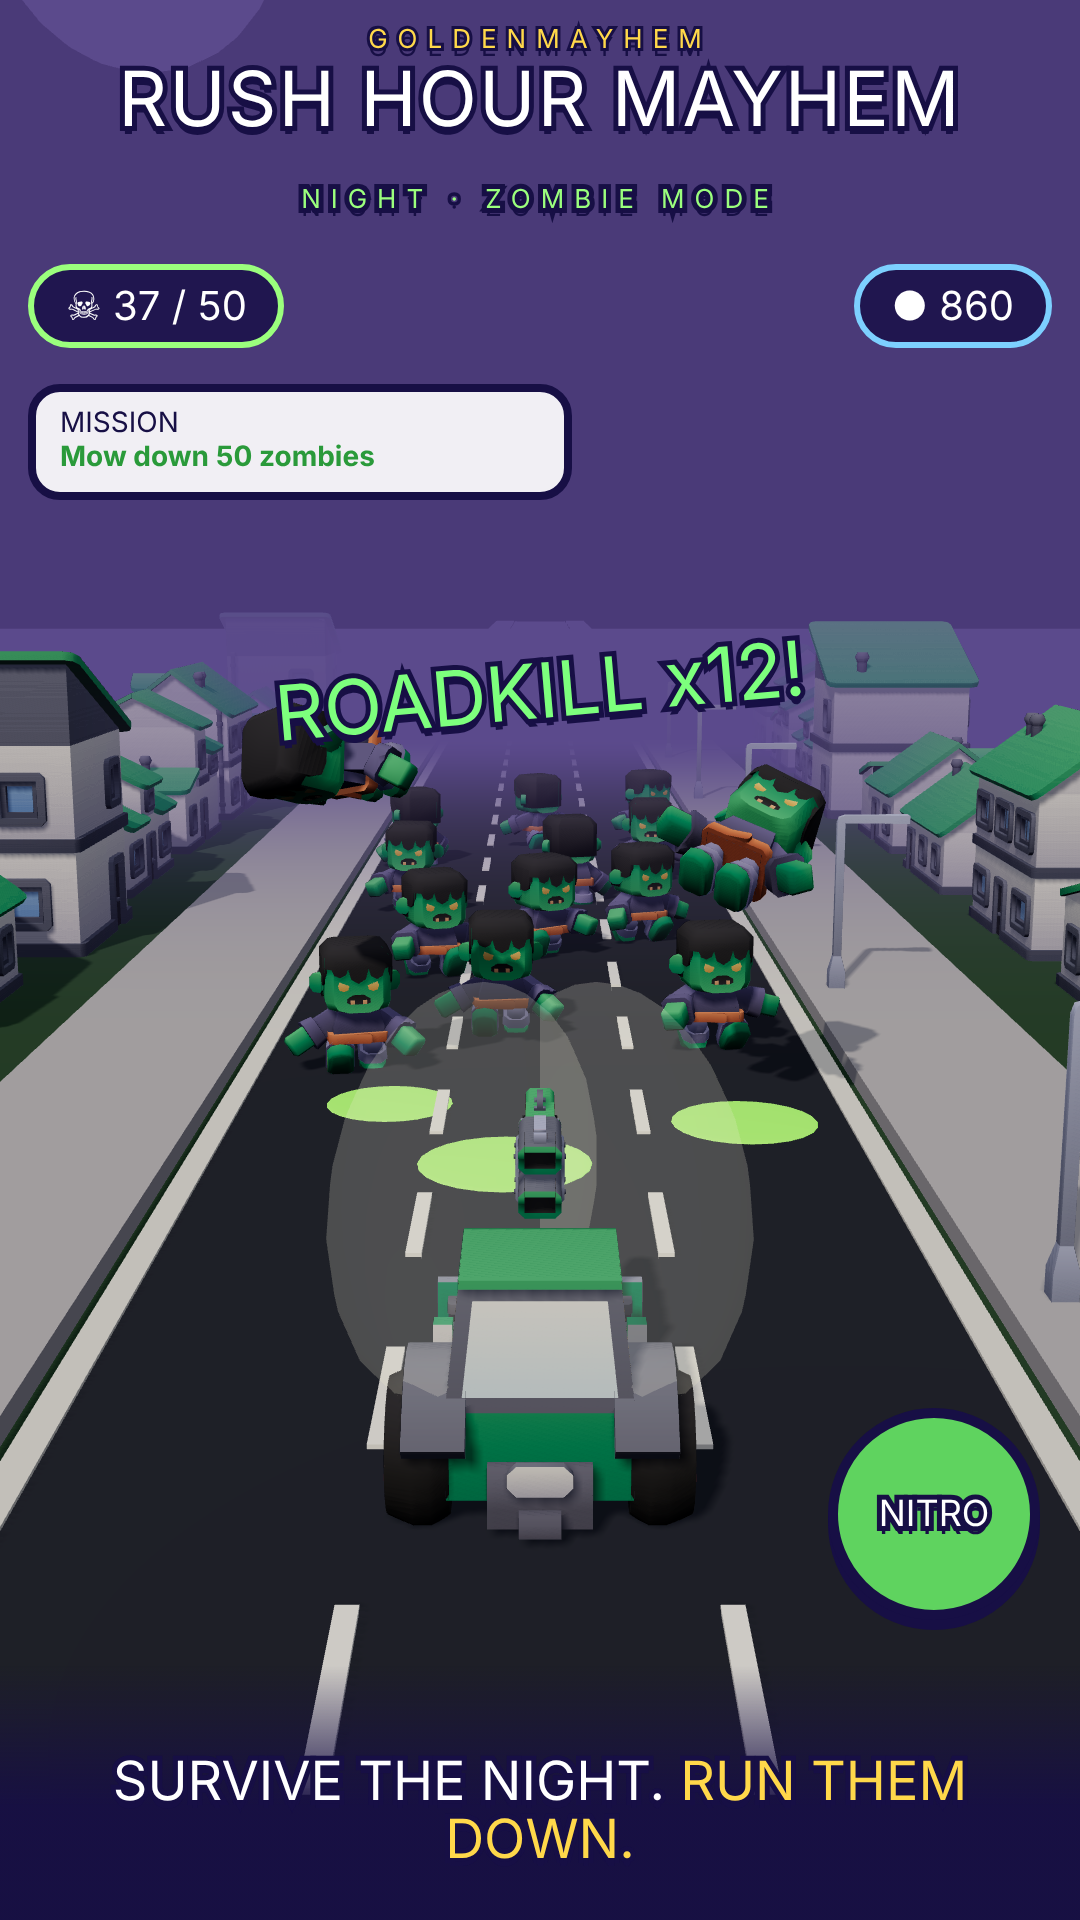 GOLDENMAYHEM
RUSH HOUR MAYHEM
NIGHT • ZOMBIE MODE
☠ 37 / 50
● 860
MISSION
Mow down 50 zombies
ROADKILL x12!
NITRO
SURVIVE THE NIGHT. RUN THEM
DOWN.